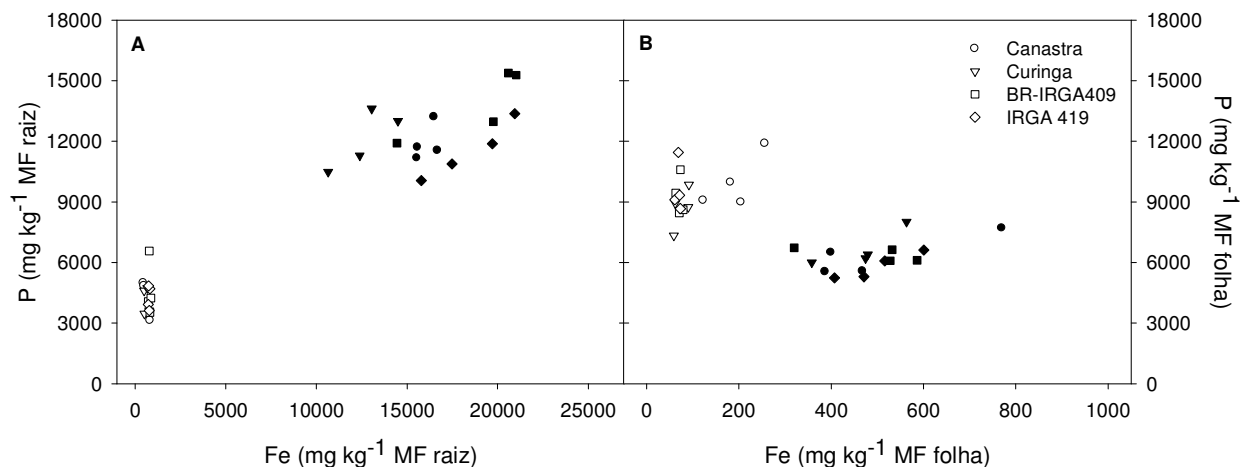 18000
15000
12000
9000
6000
3000
0
P (mg kg-1 MF raiz)
A
0
5000
10000
15000
20000
25000
Fe (mg kg-1 MF raiz)
B
Canastra
Curinga
BR-IRGA409
IRGA 419
0
200
400
600
800
1000
Fe (mg kg-1 MF folha)
18000
15000
12000
9000
6000
3000
0
P (mg kg-1 MF folha)